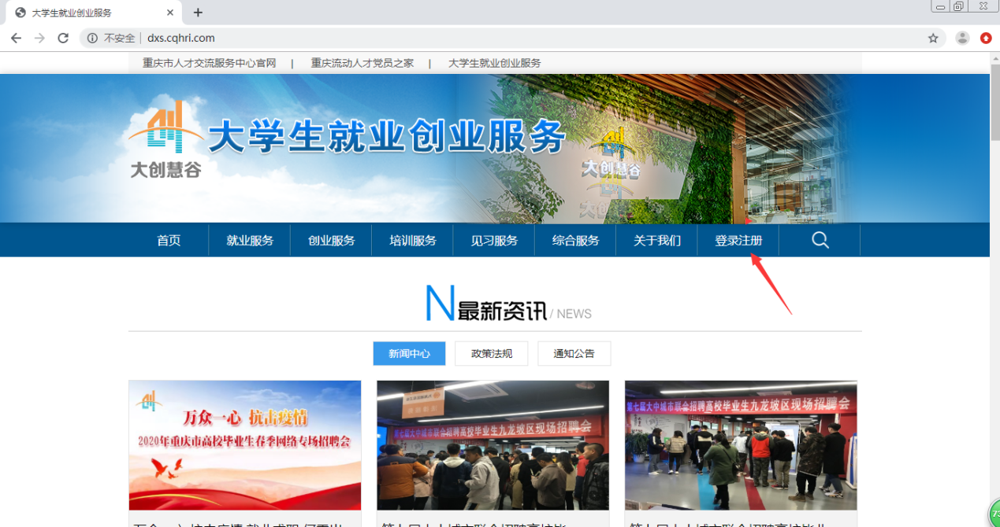 大学生就业创业服务
不安全 dxs.cqhri.com
重庆市人才交流服务中心官网 | 重庆流动人才党员之家 | 大学生就业创业服务
大学生就业创业服务
大创慧谷
大创慧谷
首页 就业服务 创业服务 培训服务 见习服务 综合服务 关于我们 登录注册
N最新资讯 / NEWS
新闻中心 政策法规 通知公告
万众一心 抗击疫情
2020年重庆市高校毕业生春季网络专场招聘会
第七届大中城市联合招聘高校毕业生九龙坡区现场招聘会
第七届大中城市联合招聘高校毕业生九龙坡区现场招聘会
73